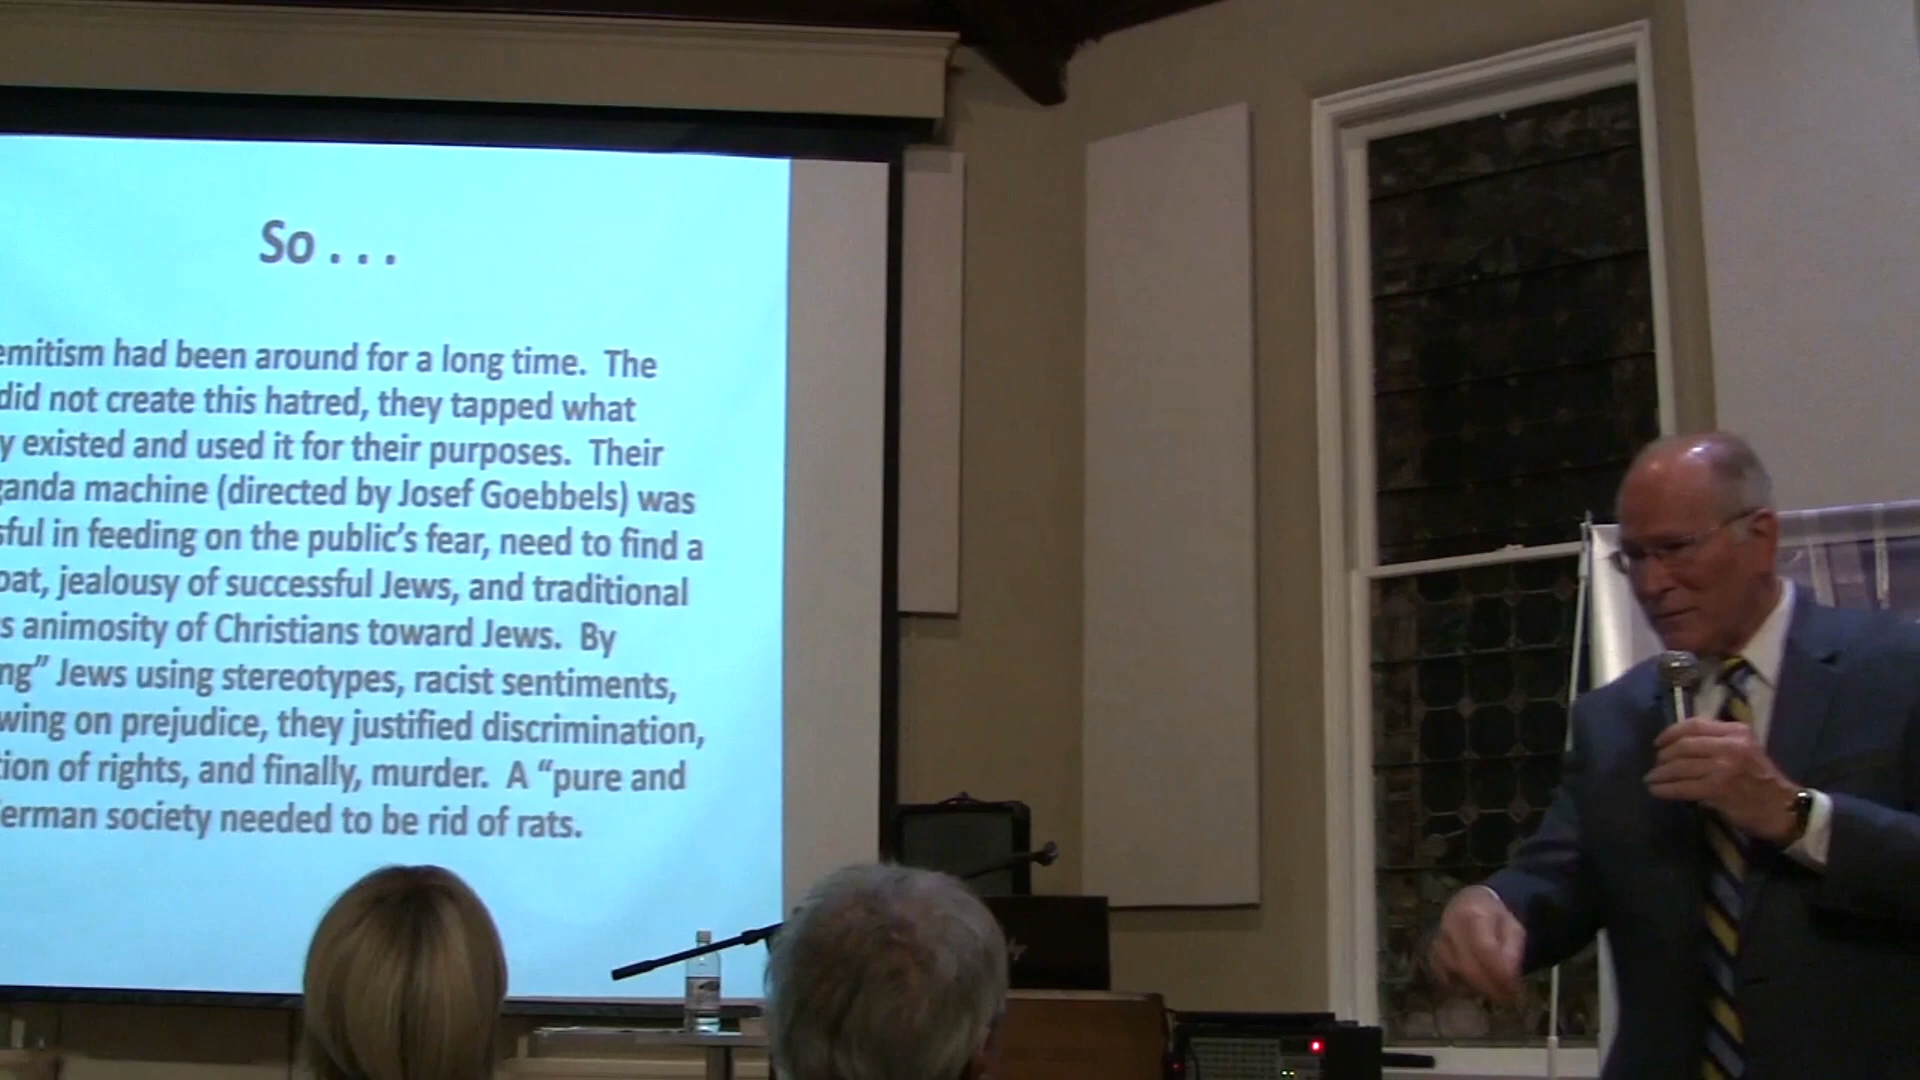 So . . .
emitism had been around for a long time. The
did not create this hatred, they tapped what
y existed and used it for their purposes. Their
ganda machine (directed by Josef Goebbels) was
sful in feeding on the public's fear, need to find a
oat, jealousy of successful Jews, and traditional
s animosity of Christians toward Jews. By
ng" Jews using stereotypes, racist sentiments,
wing on prejudice, they justified discrimination,
tion of rights, and finally, murder. A "pure and
erman society needed to be rid of rats.